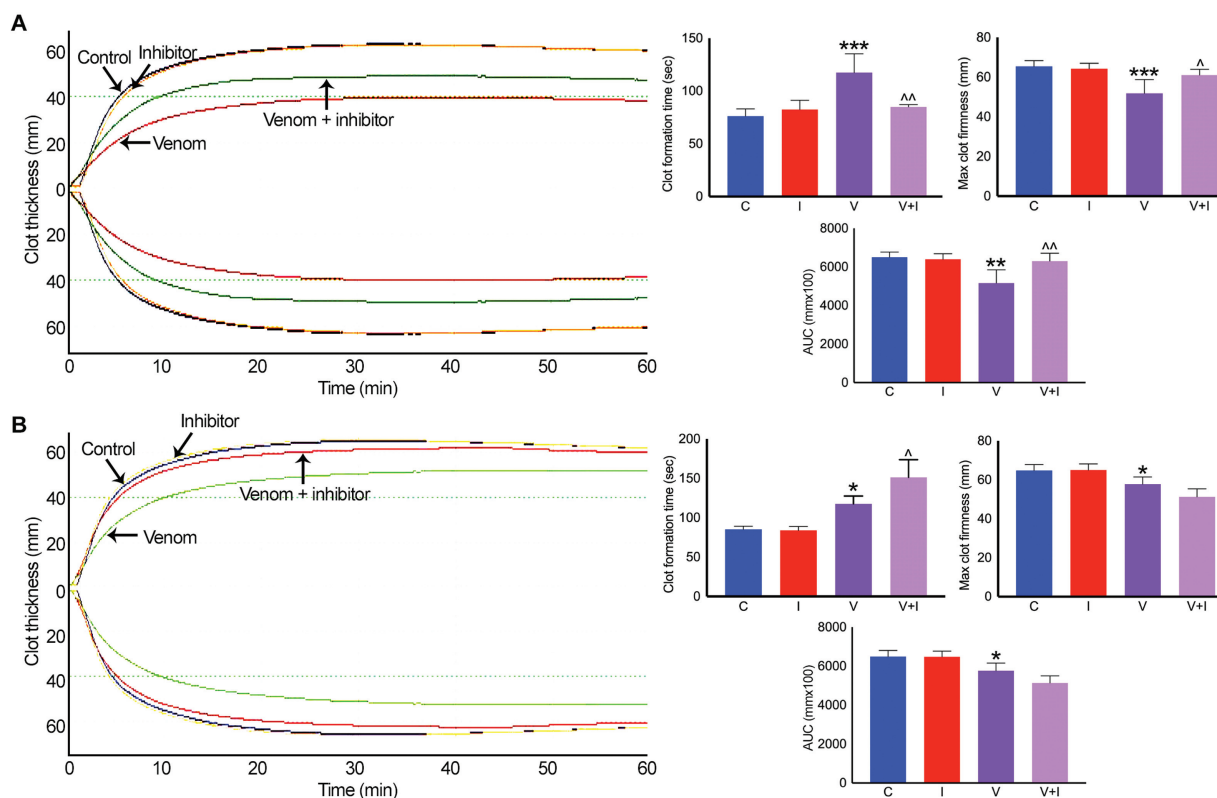 A
Clot thickness (mm)
60
40
20
0
20
40
60
Control
Inhibitor
Venom + inhibitor
Venom
0 10 20 30 40 50 60
Time (min)
Clot formation time (sec)
150
100
50
0
***
^^
C I V V+I
Max clot firmness (mm)
80
60
40
20
0
***
^
C I V V+I
AUC (mmx100)
8000
6000
4000
2000
0
**
^^
C I V V+I
B
Clot thickness (mm)
60
40
20
0
20
40
60
Inhibitor
Control
Venom + inhibitor
Venom
0 10 20 30 40 50 60
Time (min)
Clot formation time (sec)
200
150
100
50
0
*
^
C I V V+I
Max clot firmness (mm)
80
60
40
20
0
*
C I V V+I
AUC (mmx100)
8000
6000
4000
2000
0
*
C I V V+I